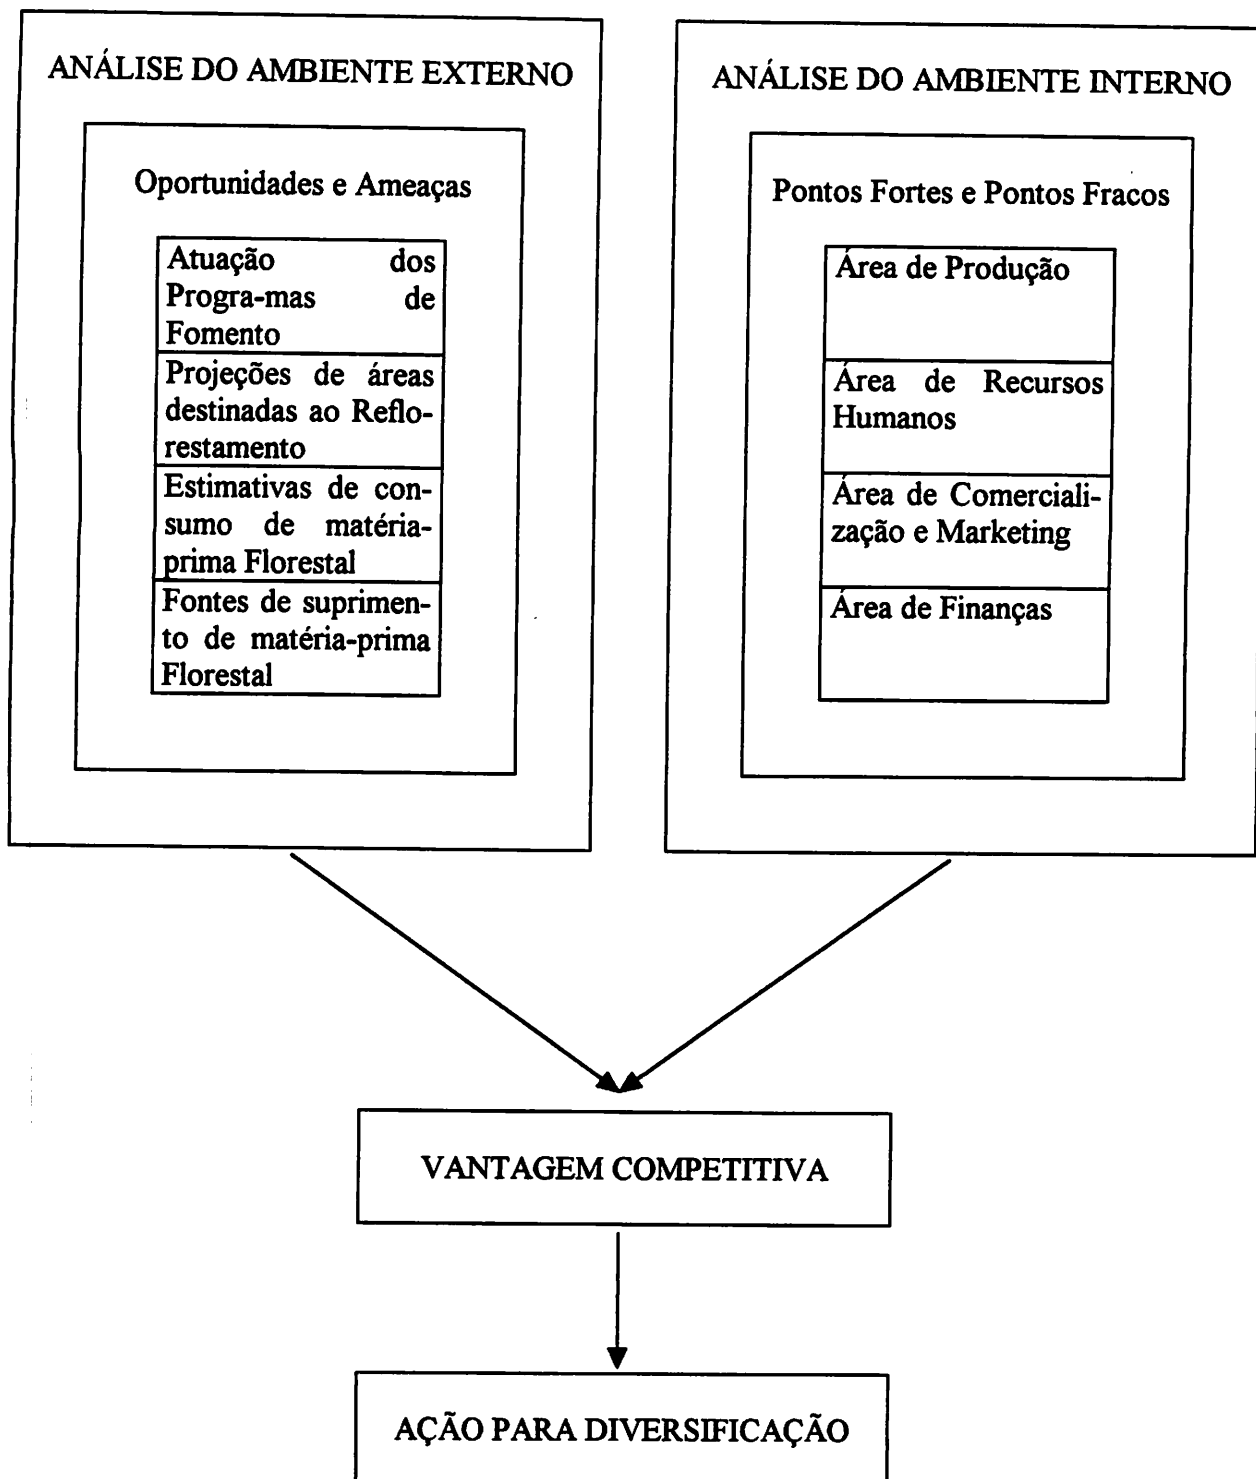 ANÁLISE DO AMBIENTE EXTERNO
Oportunidades e Ameaças
Atuação dos
Progra-mas de
Fomento
Projeções de áreas
destinadas ao Reflo-
restamento
Estimativas de con-
sumo de matéria-
prima Florestal
Fontes de suprimen-
to de matéria-prima
Florestal
ANÁLISE DO AMBIENTE INTERNO
Pontos Fortes e Pontos Fracos
Área de Produção
Área de Recursos
Humanos
Área de Comerciali-
zação e Marketing
Área de Finanças
VANTAGEM COMPETITIVA
AÇÃO PARA DIVERSIFICAÇÃO